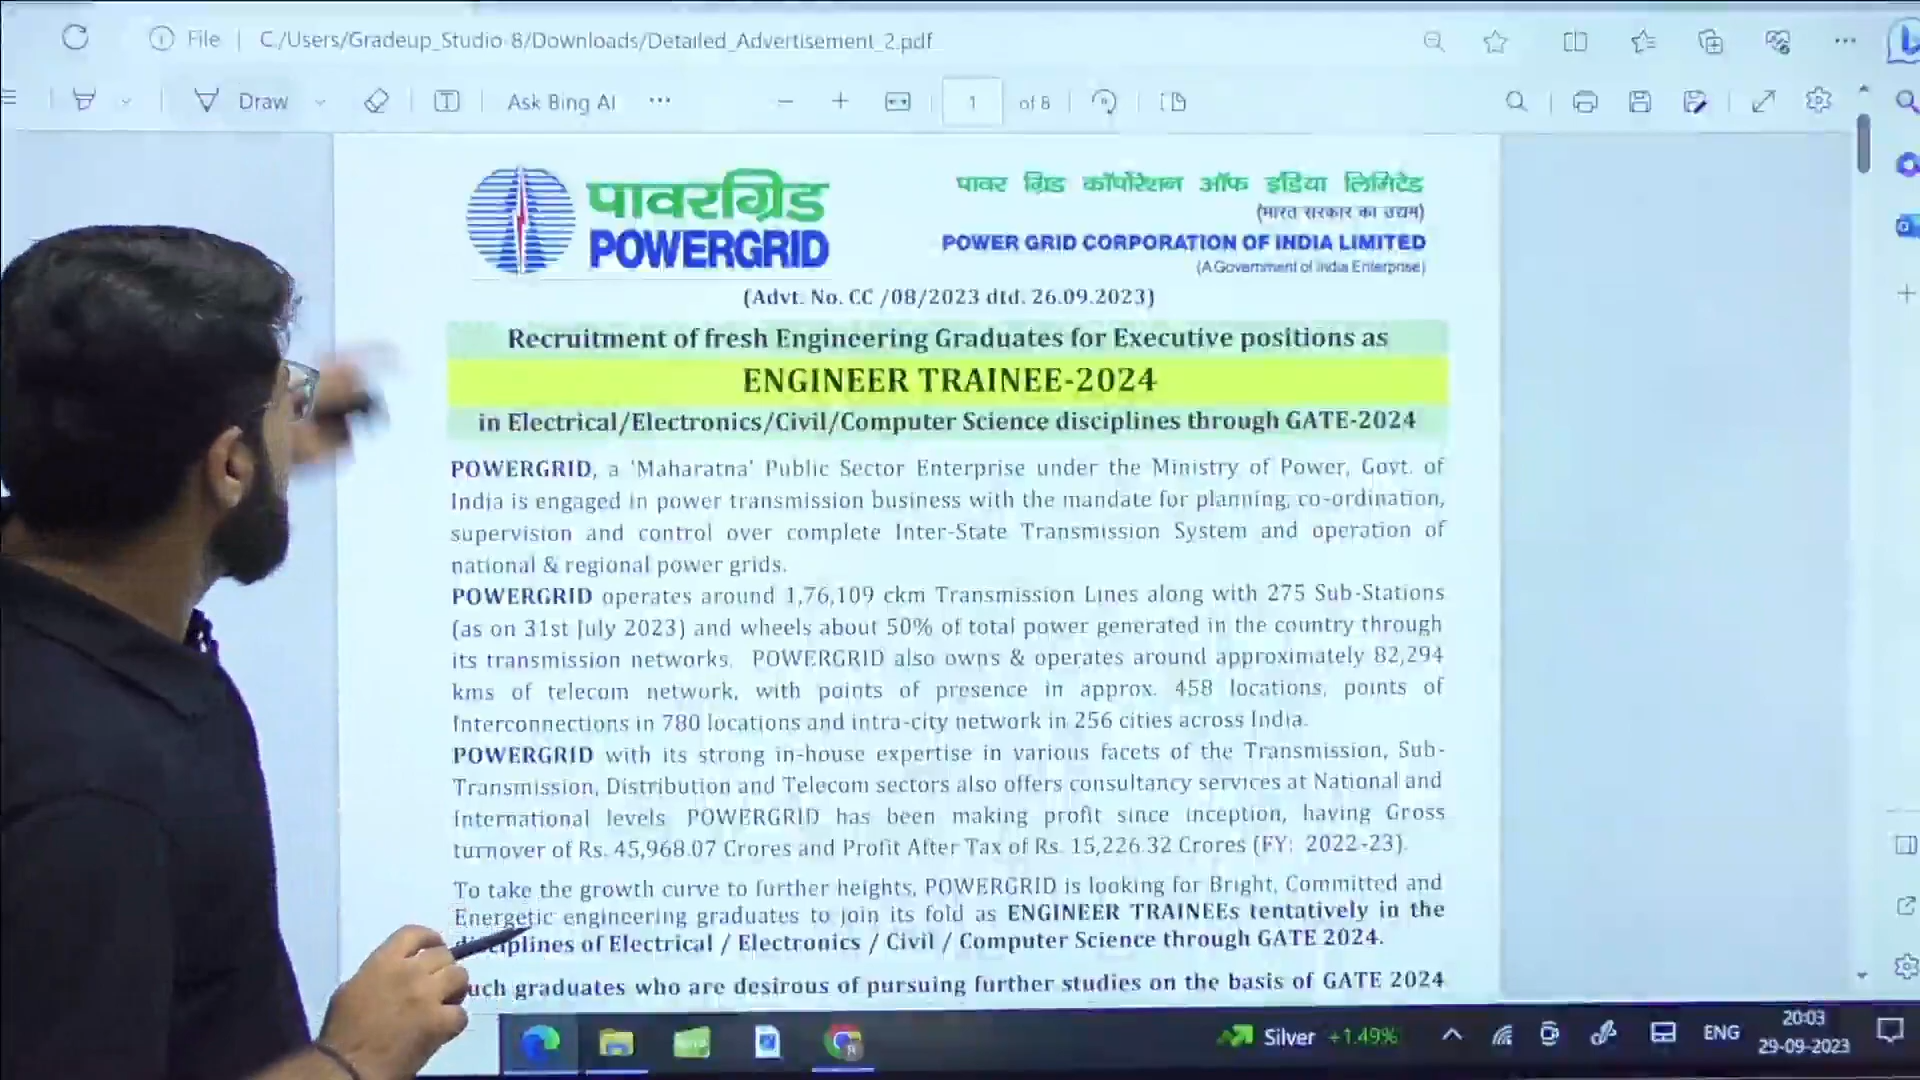 File | C:/Users/Gradeup_Studio-8/Downloads/Detailed_Advertisement_2.pdf
Draw
Ask Bing AI
1 of 8
पावरग्रिड
POWERGRID
पावर ग्रिड कॉर्पोरेशन ऑफ इंडिया लिमिटेड
(भारत सरकार का उद्यम)
POWER GRID CORPORATION OF INDIA LIMITED
(A Government of India Enterprise)
(Advt. No. CC /08/2023 dtd. 26.09.2023)
Recruitment of fresh Engineering Graduates for Executive positions as
ENGINEER TRAINEE-2024
in Electrical/Electronics/Civil/Computer Science disciplines through GATE-2024
POWERGRID, a 'Maharatna' Public Sector Enterprise under the Ministry of Power, Govt. of
India is engaged in power transmission business with the mandate for planning, co-ordination,
supervision and control over complete Inter-State Transmission System and operation of
national & regional power grids.
POWERGRID operates around 1,76,109 ckm Transmission Lines along with 275 Sub-Stations
(as on 31st July 2023) and wheels about 50% of total power generated in the country through
its transmission networks. POWERGRID also owns & operates around approximately 82,294
kms of telecom network, with points of presence in approx. 458 locations, points of
Interconnections in 780 locations and intra-city network in 256 cities across India.
POWERGRID with its strong in-house expertise in various facets of the Transmission, Sub-
Transmission, Distribution and Telecom sectors also offers consultancy services at National and
International levels. POWERGRID has been making profit since inception, having Gross
turnover of Rs. 45,968.07 Crores and Profit After Tax of Rs. 15,226.32 Crores (FY: 2022-23).
To take the growth curve to further heights, POWERGRID is looking for Bright, Committed and
Energetic engineering graduates to join its fold as ENGINEER TRAINEEs tentatively in the
disciplines of Electrical / Electronics / Civil / Computer Science through GATE 2024.
uch graduates who are desirous of pursuing further studies on the basis of GATE 2024
Silver +1.49%
ENG
20:03
29-09-2023